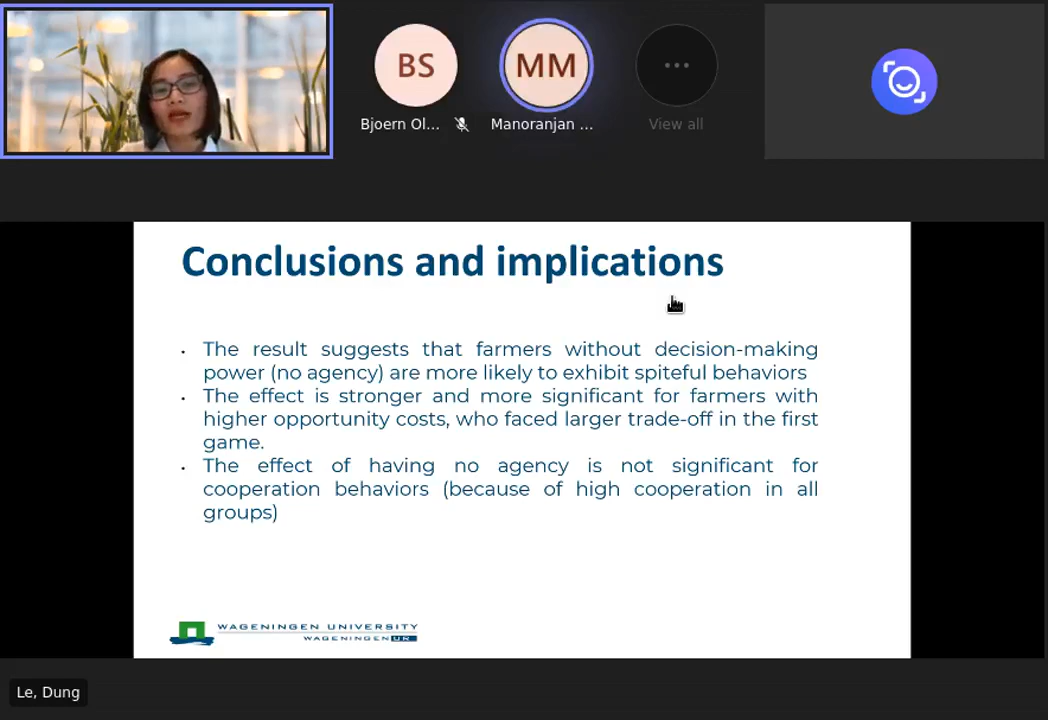 BS
MM
Bjoern Ol...
Manoranjan ...
View all
Conclusions and implications
The result suggests that farmers without decision-making
power (no agency) are more likely to exhibit spiteful behaviors
The effect is stronger and more significant for farmers with
higher opportunity costs, who faced larger trade-off in the first
game.
The effect of having no agency is not significant for
cooperation behaviors (because of high cooperation in all
groups)
WAGENINGEN UNIVERSITY
WAGENINGEN UR
Le, Dung